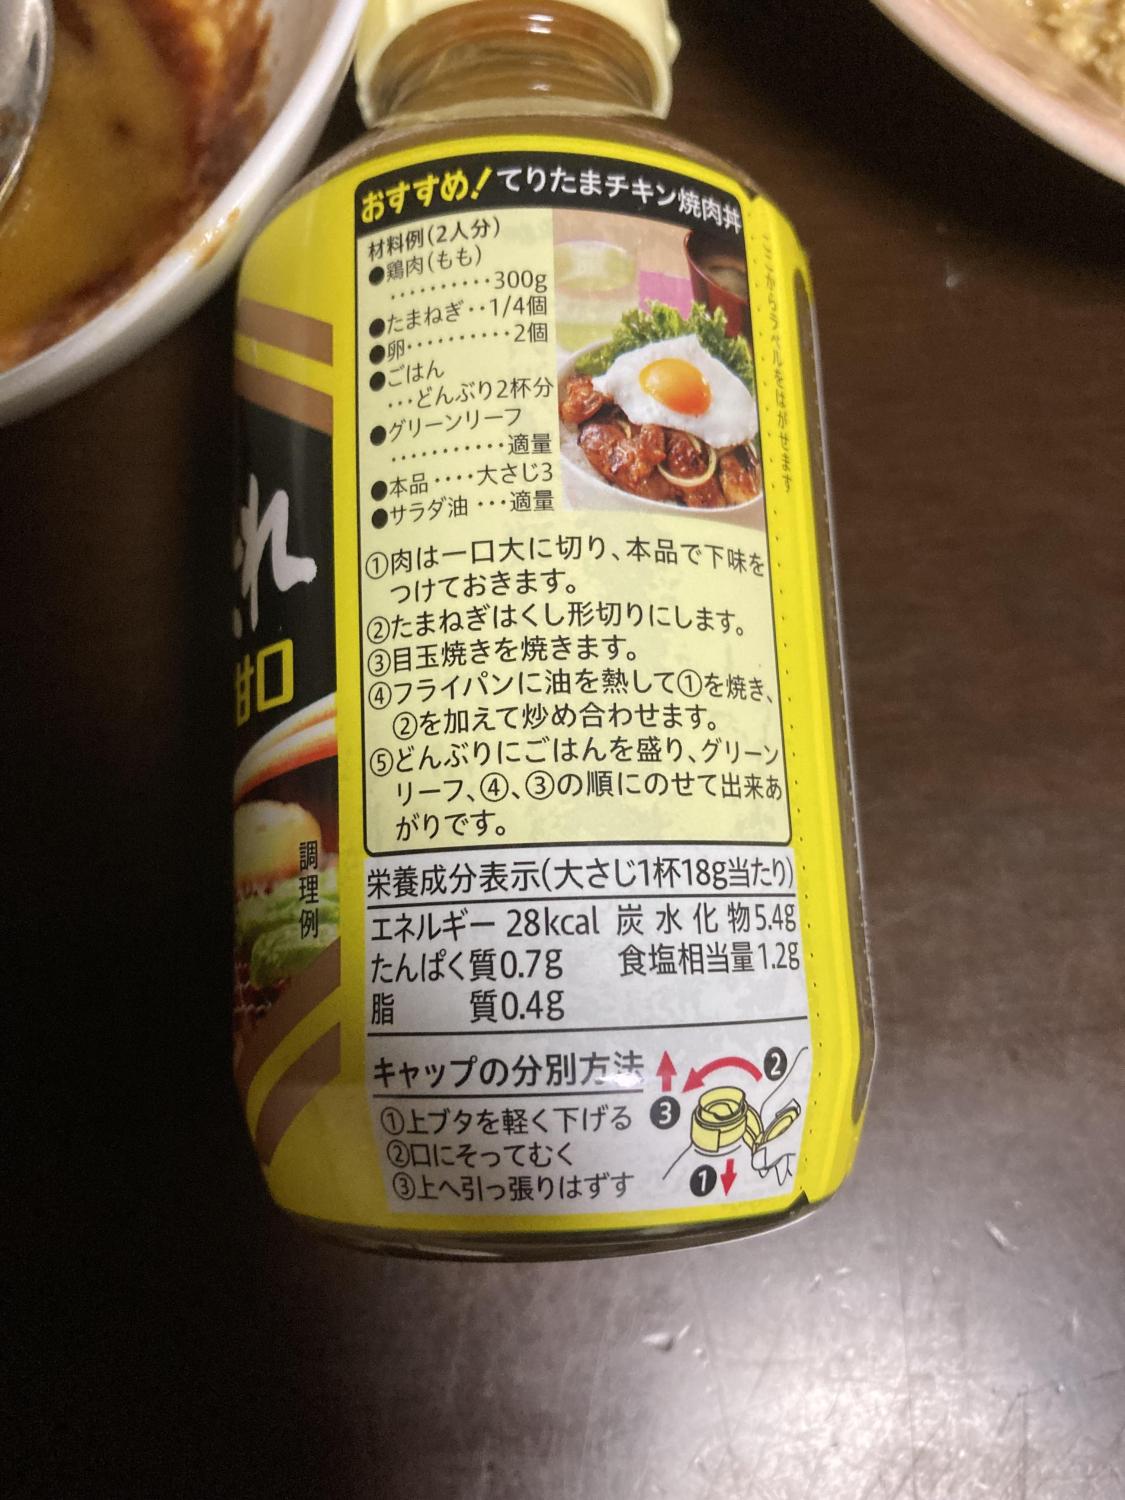 おすすめ!てりたまチキン焼肉丼
材料例(2人分)
●鶏肉(もも)
‥‥‥‥‥300g
●たまねぎ‥1/4個
●卵‥‥‥‥‥2個
●ごはん
…どんぶり2杯分
●グリーンリーフ
‥‥‥‥‥‥適量
●本品‥‥大さじ3
●サラダ油…適量
①肉は一口大に切り、本品で下味を
つけておきます。
②たまねぎはくし形切りにします。
③目玉焼きを焼きます。
④フライパンに油を熱して①を焼き、
②を加えて炒め合わせます。
⑤どんぶりにごはんを盛り、グリーン
リーフ、④、③の順にのせて出来あ
がりです。
栄養成分表示(大さじ1杯18g当たり)
エネルギー 28kcal 炭水化物5.4g
たんぱく質0.7g 食塩相当量1.2g
脂質0.4g
キャップの分別方法
①上ブタを軽く下げる
②口にそってむく
③上へ引っ張りはずす
❶
❷
❸
ここからラベルをはがせます
れ
甘口
調理例